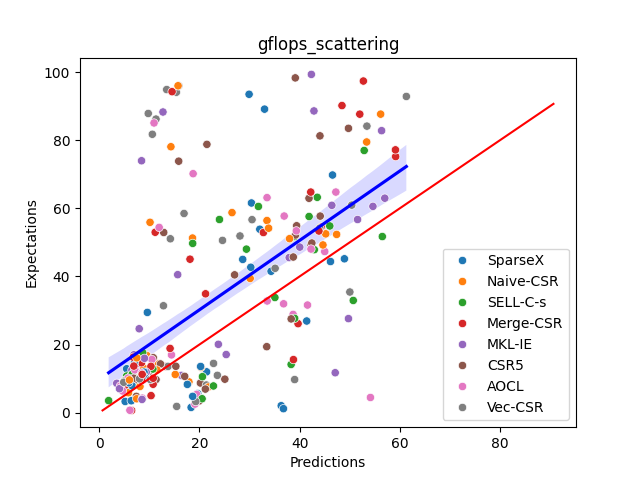 gflops_scattering
Expectations
100
80
60
40
20
0
0
20
40
60
80
Predictions
SparseX
Naive-CSR
SELL-C-s
Merge-CSR
MKL-IE
CSR5
AOCL
Vec-CSR